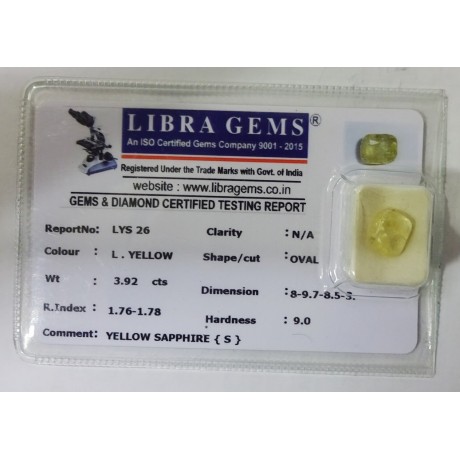 LIBRA GEMS®
An ISO Certified Gems Company 9001 - 2015
Registered Under the Trade Marks with Govt. of India
website : www.libragems.co.in
GEMS & DIAMOND CERTIFIED TESTING REPORT
ReportNo: LYS 26 Clarity : N/A
Colour : L . YELLOW Shape/cut : OVAL
Wt : 3.92 cts Dimension : 8-9.7-8.5-3.
R.Index : 1.76-1.78 Hardness : 9.0
Comment: YELLOW SAPPHIRE { S }